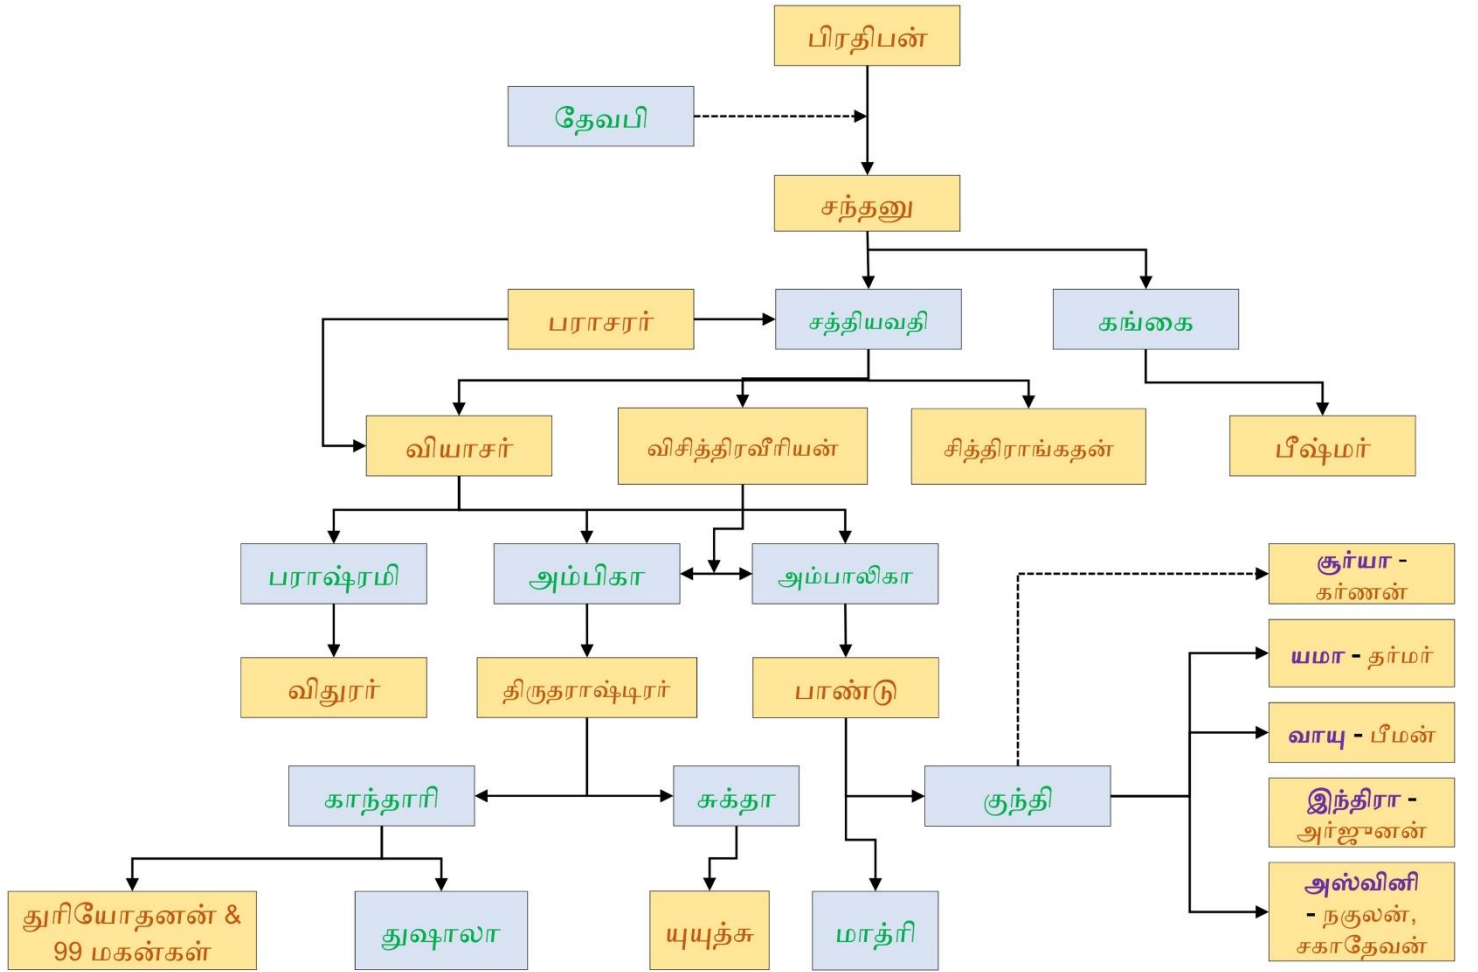 பிரதிபன்
தேவபி
சந்தனு
பராசரர்
சத்தியவதி
கங்கை
வியாசர்
விசித்திரவீரியன்
சித்திராங்கதன்
பீஷ்மர்
பராஷ்ரமி
அம்பிகா
அம்பாலிகா
சூர்யா -
கர்ணன்
யமா - தர்மர்
விதுரர்
திருதராஷ்டிரர்
பாண்டு
வாயு - பீமன்
காந்தாரி
சுக்தா
குந்தி
இந்திரா -
அர்ஜுனன்
துரியோதனன் &
99 மகன்கள்
துஷாலா
யுயுத்சு
மாத்ரி
அஸ்வினி
- நகுலன்,
சகாதேவன்